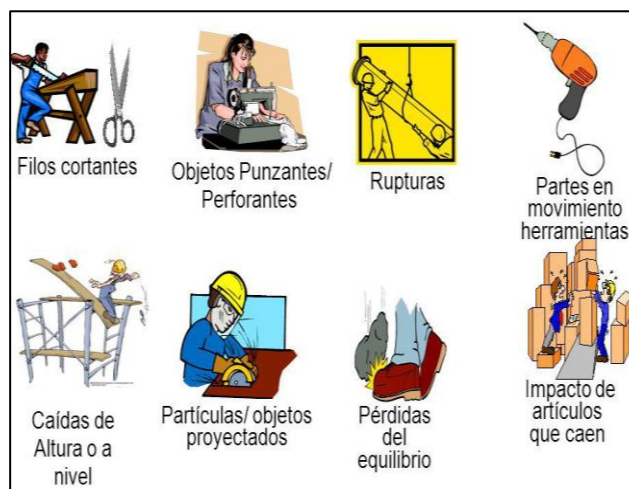 Filos cortantes
Objetos Punzantes/
Perforantes
Rupturas
Partes en
movimiento
herramientas
Caídas de
Altura o a
nivel
Partículas/ objetos
proyectados
Pérdidas
del
equilibrio
Impacto de
artículos
que caen